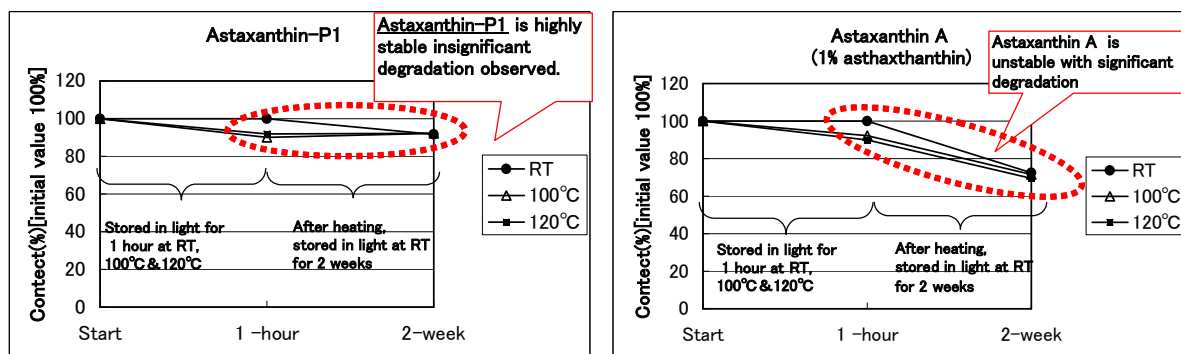 Astaxanthin-P1
Astaxanthin-P1 is highly
stable insignificant
degradation observed.
Contect(%)[initial value 100%]
120
100
80
60
40
20
0
Stored in light for
1 hour at RT,
100℃&120℃
After heating,
stored in light at RT
for 2 weeks
Start
1 -hour
2-week
RT
100℃
120℃
Astaxanthin A
(1% asthaxthanthin)
Astaxanthin A is
unstable with significant
degradation
Contect(%)[initial value 100%]
120
100
80
60
40
20
0
Stored in light for
1 hour at RT,
100℃&120℃
After heating,
stored in light at RT
for 2 weeks
Start
1 -hour
2-week
RT
100℃
120℃